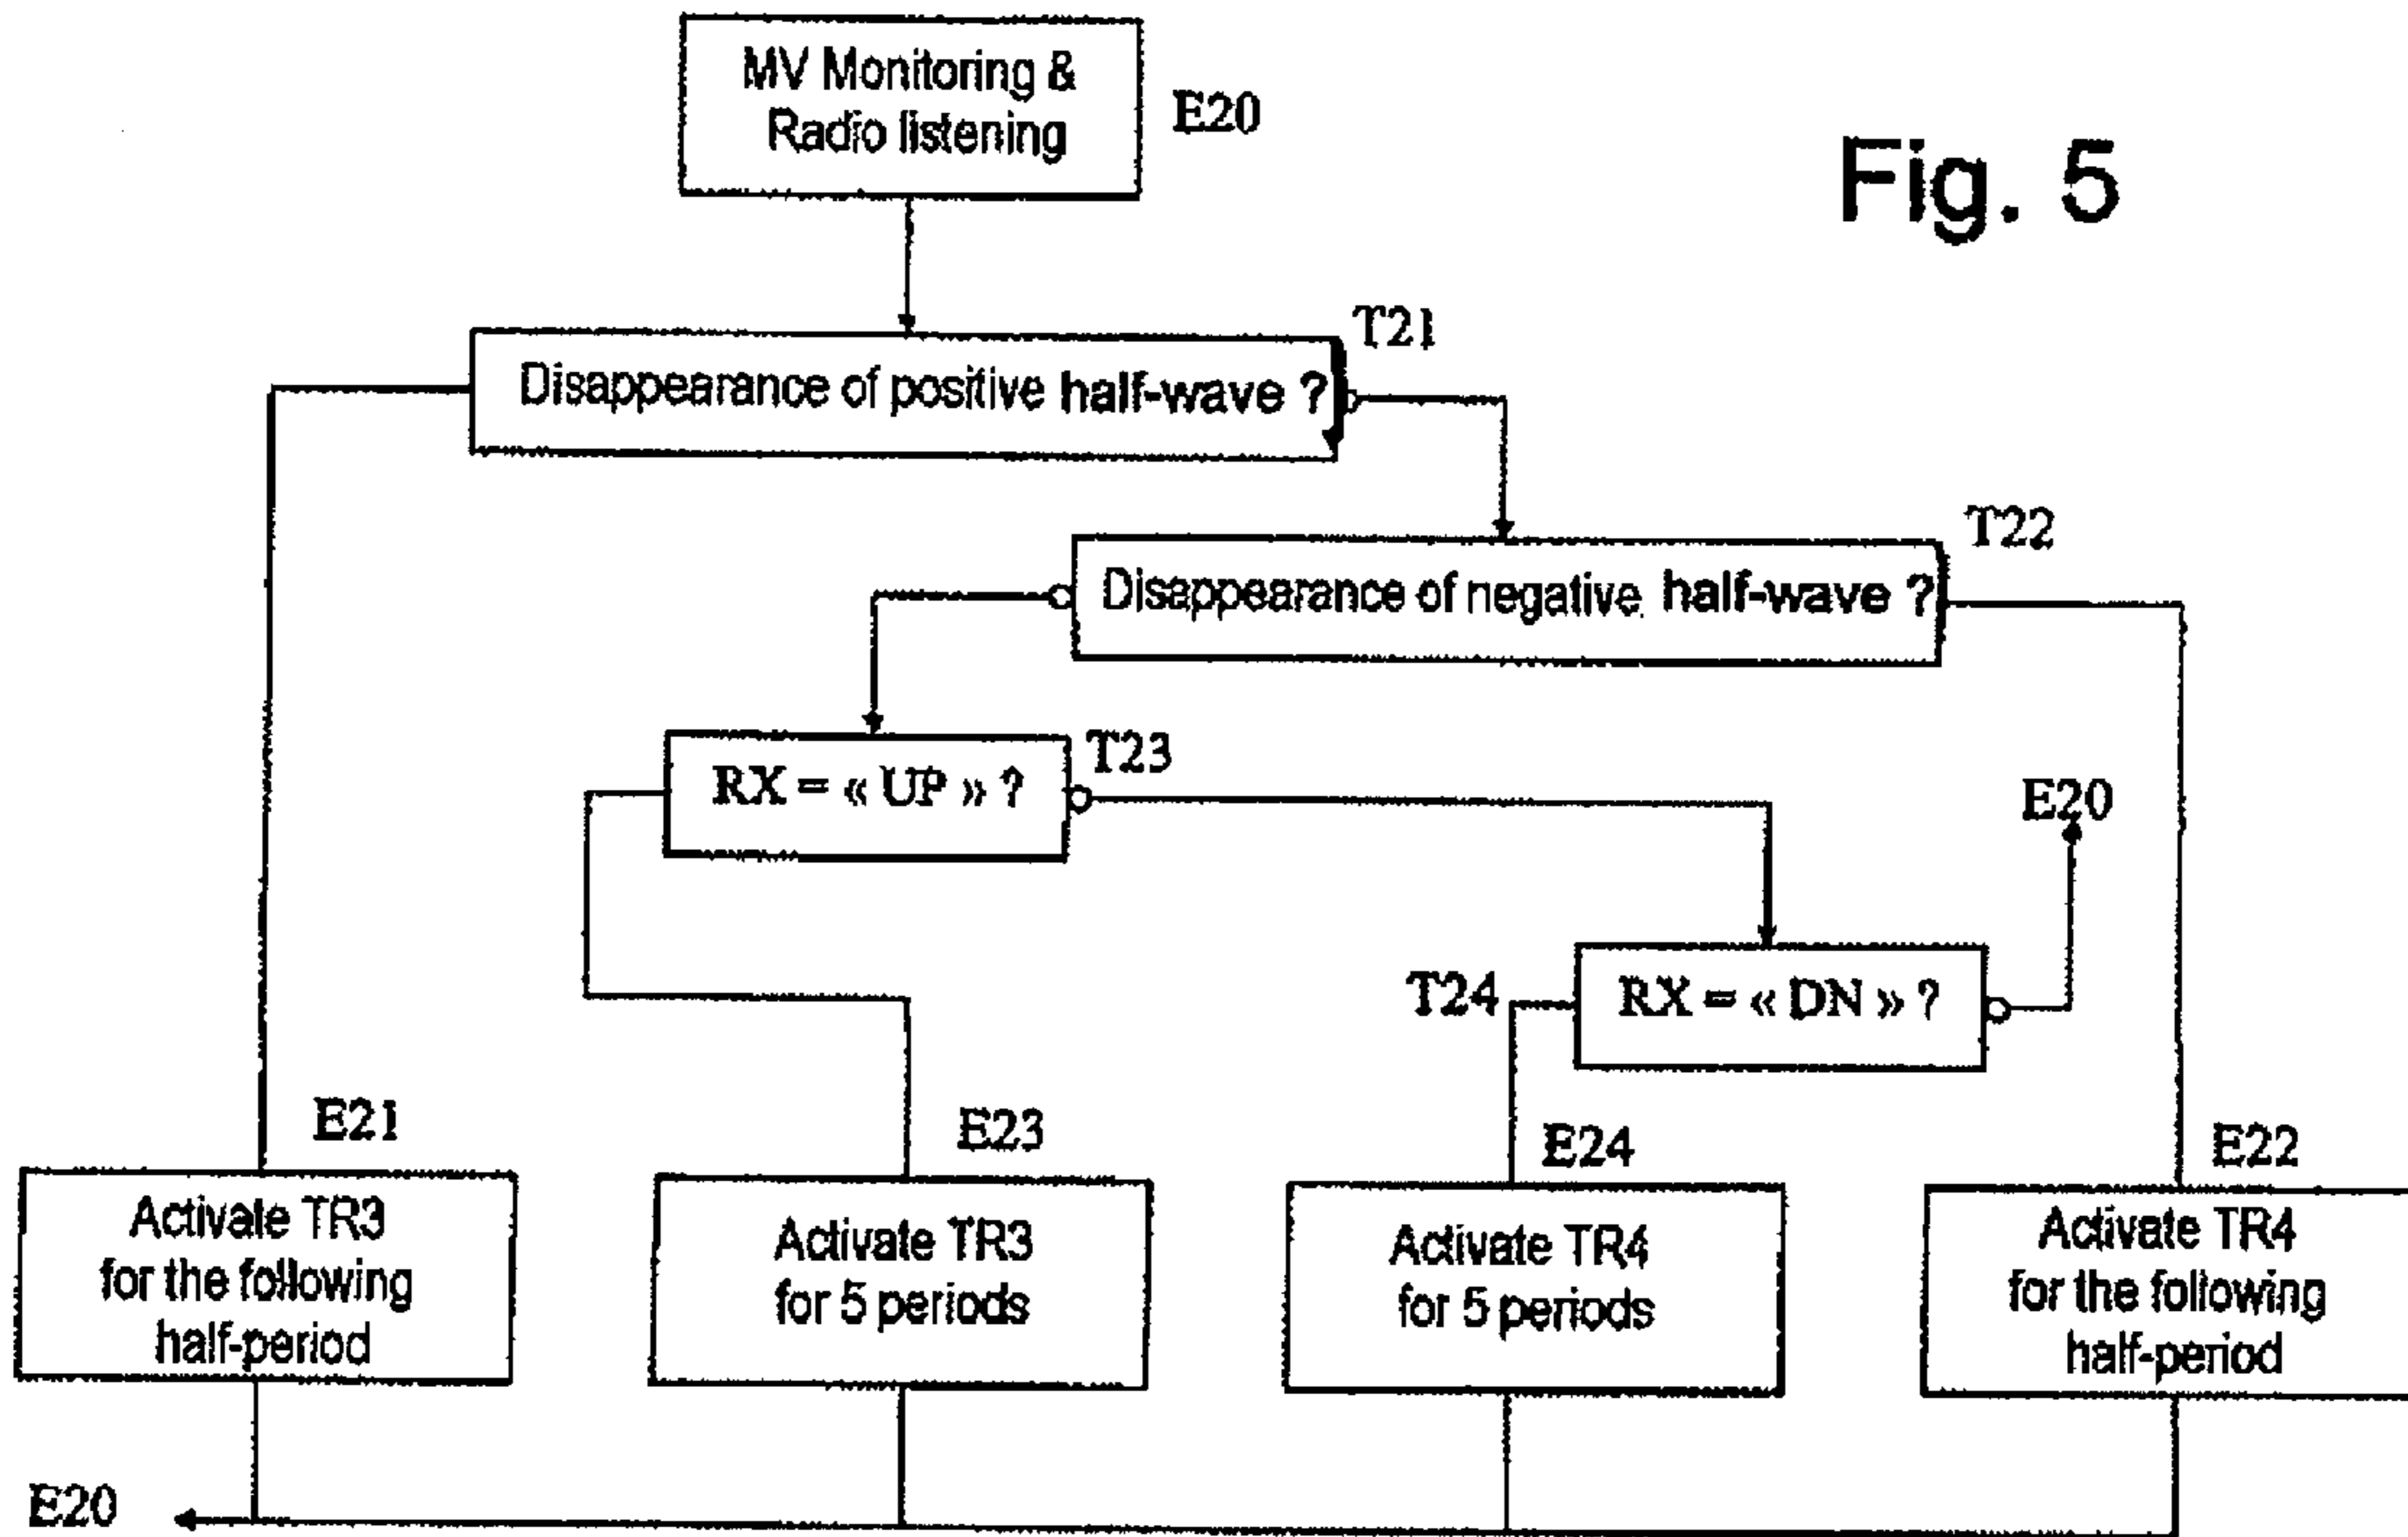 MV Monitoring &
Radio listening
E20
Fig. 5
T21
Disappearance of positive half-wave ?
T22
Disappearance of negative half-wave ?
T23
RX = « UP » ?
E20
T24
RX = « DN » ?
E21
E23
E24
E22
Activate TR3
for the following
half-period
Activate TR3
for 5 periods
Activate TR4
for 5 periods
Activate TR4
for the following
half-period
E20